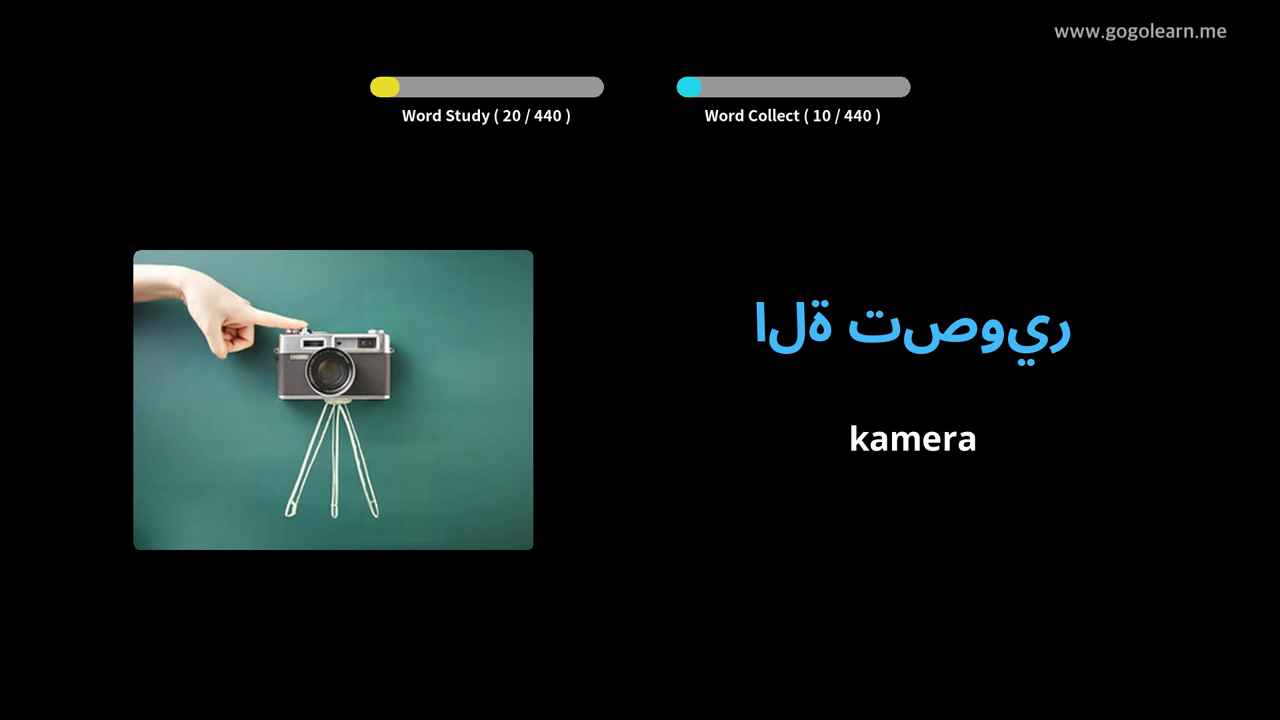 www.gogolearn.me
Word Study ( 20 / 440 )
Word Collect ( 10 / 440 )
الة تصوير
kamera